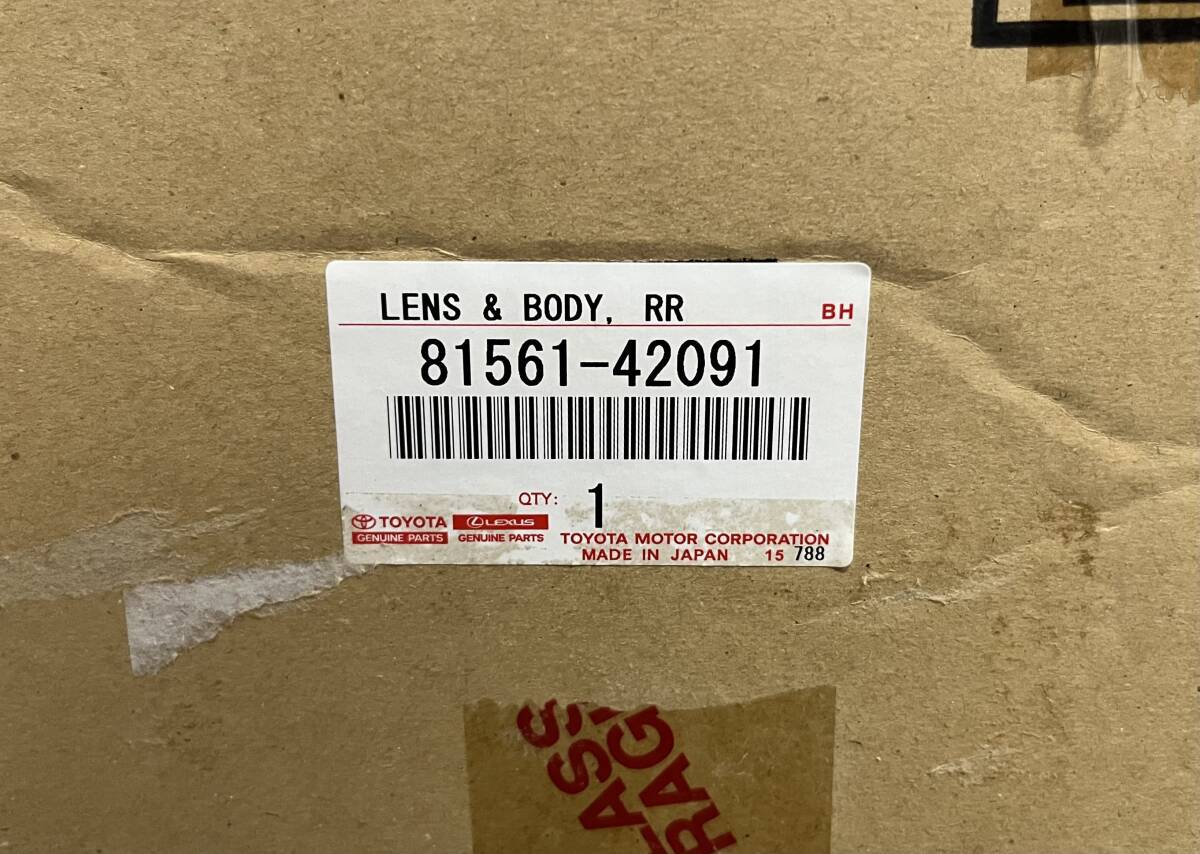 LENS & BODY, RR BH
81561-42091
QTY: 1
TOYOTA LEXUS
GENUINE PARTS GENUINE PARTS
TOYOTA MOTOR CORPORATION
MADE IN JAPAN 15 788